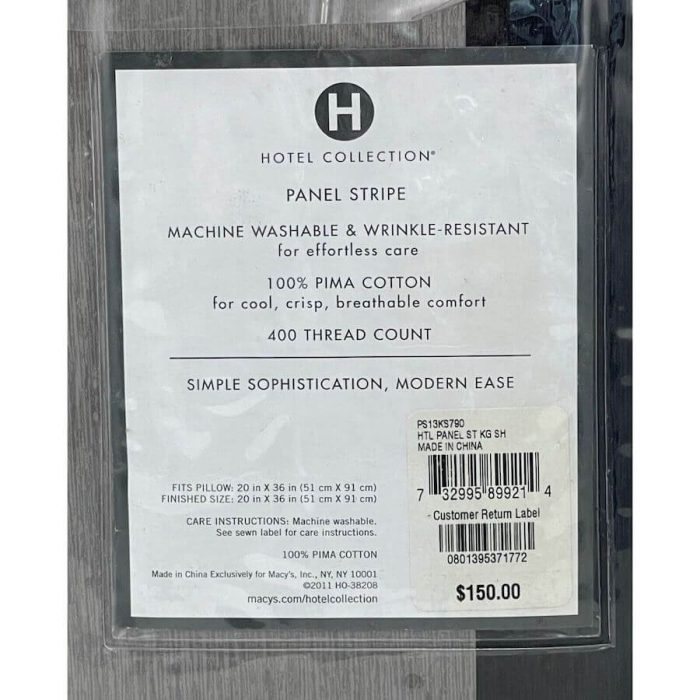 H
HOTEL COLLECTION®
PANEL STRIPE
MACHINE WASHABLE & WRINKLE-RESISTANT
for effortless care
100% PIMA COTTON
for cool, crisp, breathable comfort
400 THREAD COUNT
SIMPLE SOPHISTICATION, MODERN EASE
FITS PILLOW: 20 in X 36 in (51 cm X 91 cm)
FINISHED SIZE: 20 in X 36 in (51 cm X 91 cm)
CARE INSTRUCTIONS: Machine washable.
See sewn label for care instructions.
100% PIMA COTTON
Made in China Exclusively for Macy's, Inc., NY, NY 10001
©2011 HO-38208
macys.com/hotelcollection
PS13KS790
HTL PANEL ST KG SH
MADE IN CHINA
7 32995 89921 4
- Customer Return Label
0801395371772
$150.00